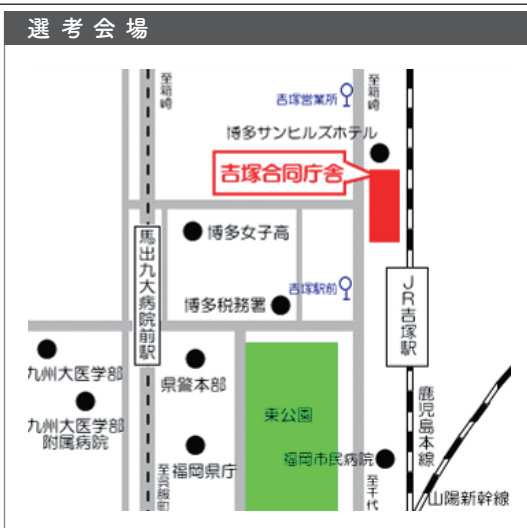 選考会場
至箱崎
吉塚営業所
至箱崎
博多サンヒルズホテル
吉塚合同庁舎
博多女子高
馬出九大病院前駅
吉塚駅前
JR吉塚駅
博多税務署
九州大医学部
県警本部
九州大医学部
附属病院
東公園
鹿児島本線
福岡県庁
福岡市民病院
至呉服町
至千代
山陽新幹線